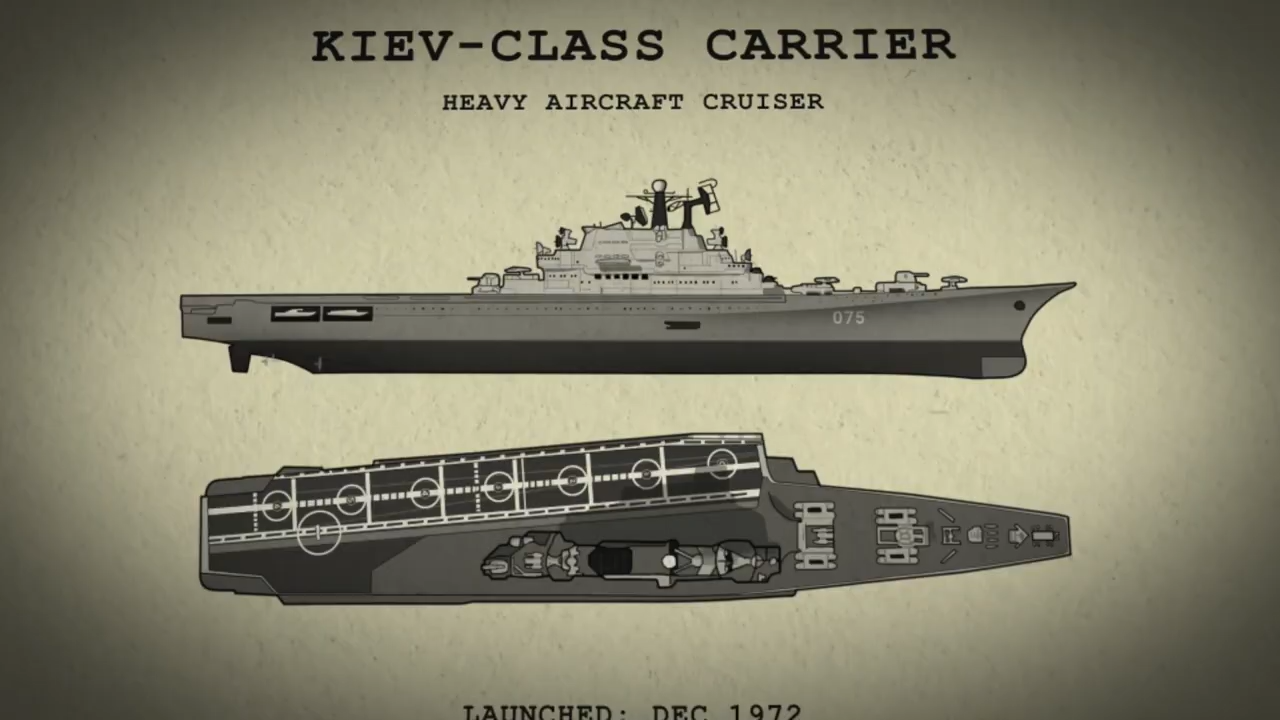 KIEV-CLASS CARRIER
HEAVY AIRCRAFT CRUISER
075
LAUNCHED: DEC 1972